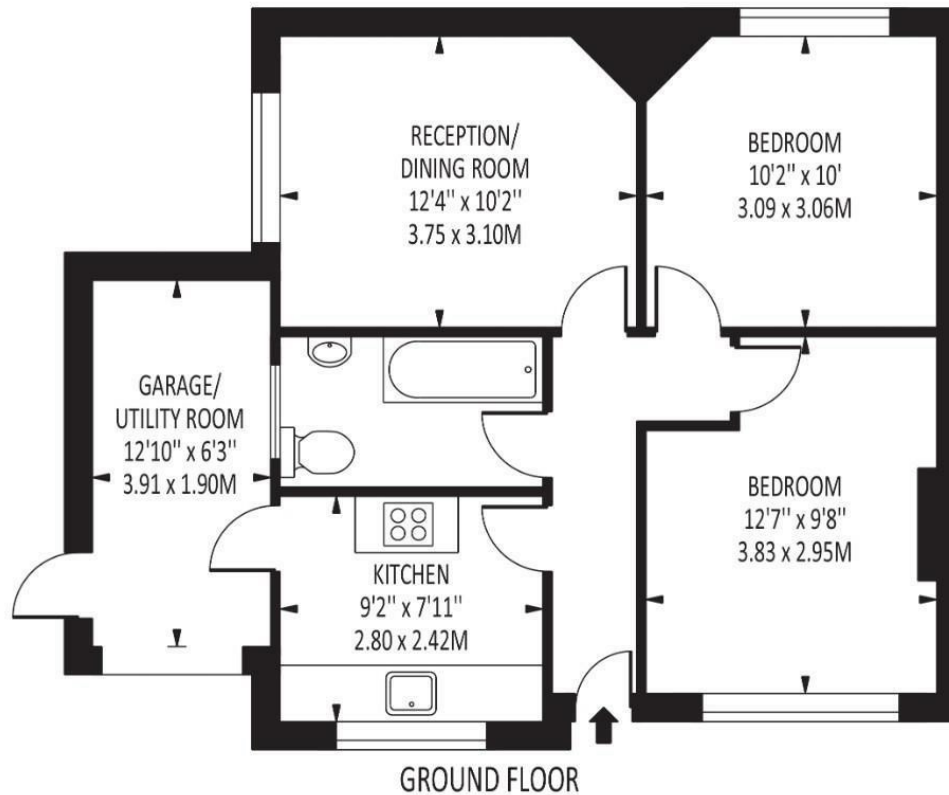 RECEPTION/
DINING ROOM
12'4" x 10'2"
3.75 x 3.10M
BEDROOM
10'2" x 10'
3.09 x 3.06M
GARAGE/
UTILITY ROOM
12'10" x 6'3"
3.91 x 1.90M
BEDROOM
12'7" x 9'8"
3.83 x 2.95M
KITCHEN
9'2" x 7'11"
2.80 x 2.42M
GROUND FLOOR